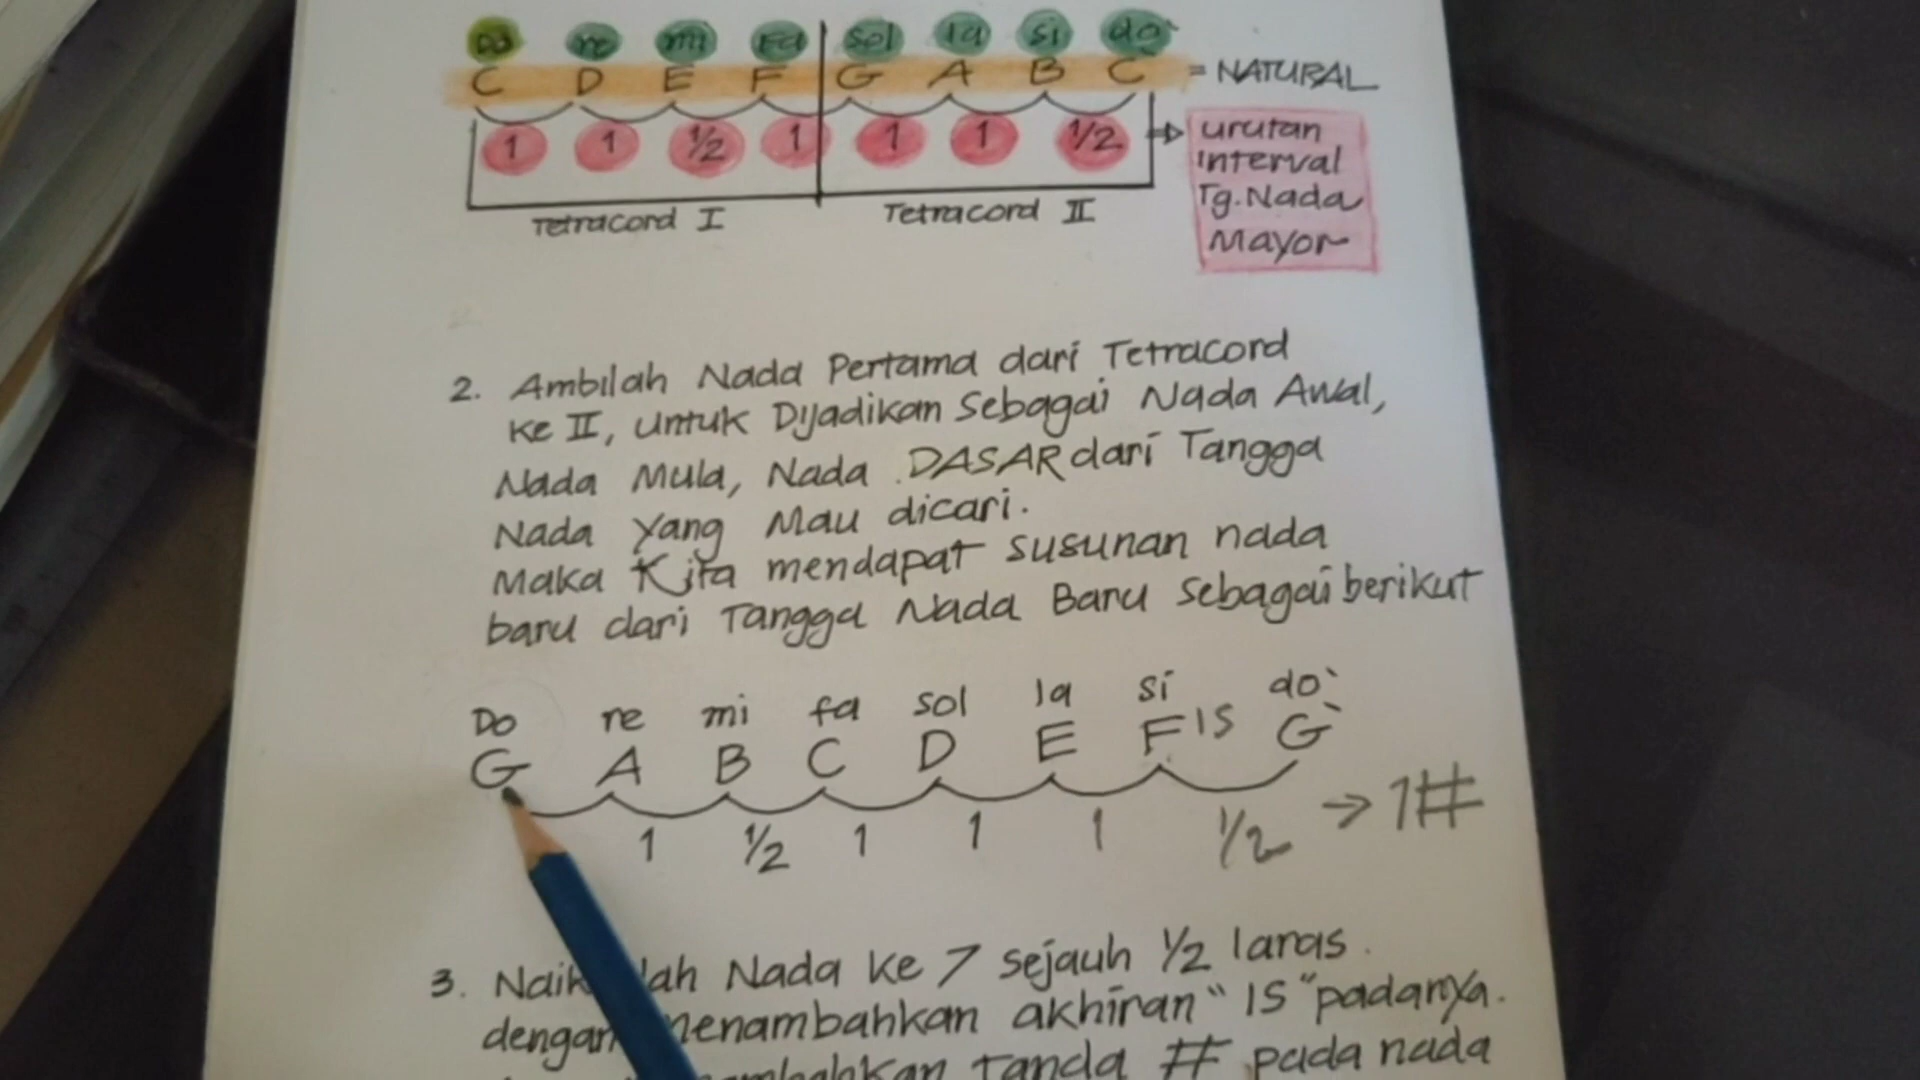 Do re mi Fa sol la si do
C D E F G A B C = NATURAL
1 1 1/2 1 1 1 1/2
urutan
interval
Tg. Nada
Mayor
Tetracord I Tetracord II
2. Ambilah Nada Pertama dari Tetracord
Ke II, untuk Dijadikan Sebagai Nada Awal,
Nada Mula, Nada DASAR dari Tangga
Nada Yang Mau dicari.
Maka Kita mendapat susunan nada
baru dari Tangga Nada Baru Sebagai berikut
Do re mi fa sol la si do
G A B C D E FIS G
1 1/2 1 1 1 1/2 → 1#
3. lah Nada Ke 7 sejauh 1/2 laras.
dengan menambahkan akhiran "IS" padanya.
tanda # pada nada